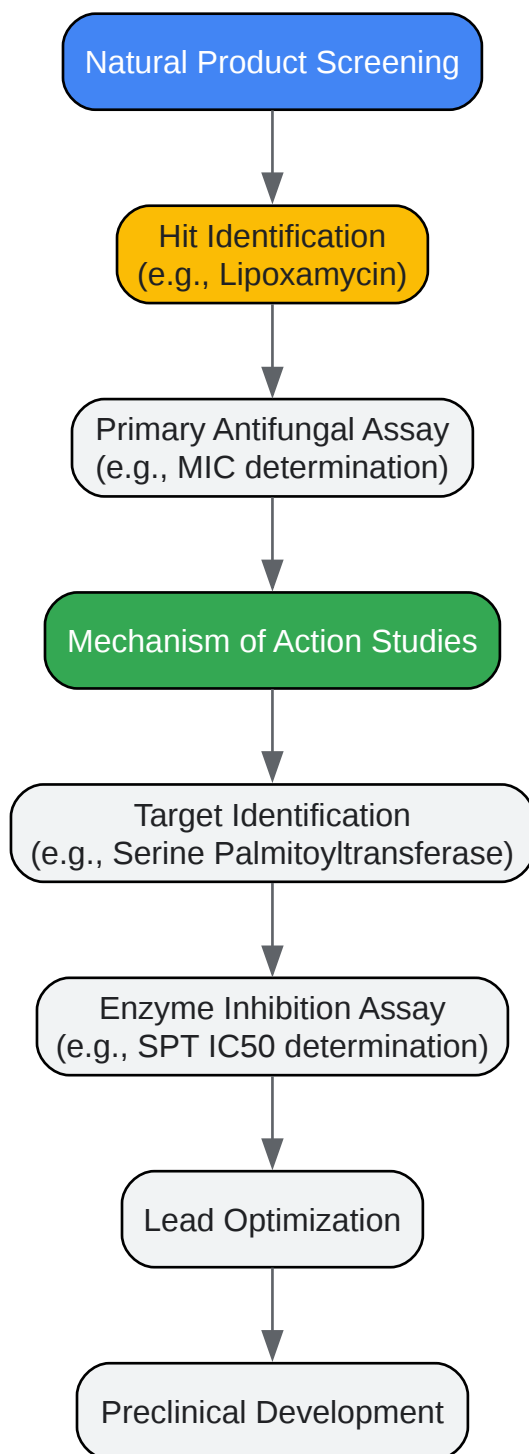 Natural Product Screening
Hit Identification
(e.g., Lipoxamycin)
Primary Antifungal Assay
(e.g., MIC determination)
Mechanism of Action Studies
Target Identification
(e.g., Serine Palmitoyltransferase)
Enzyme Inhibition Assay
(e.g., SPT IC50 determination)
Lead Optimization
Preclinical Development